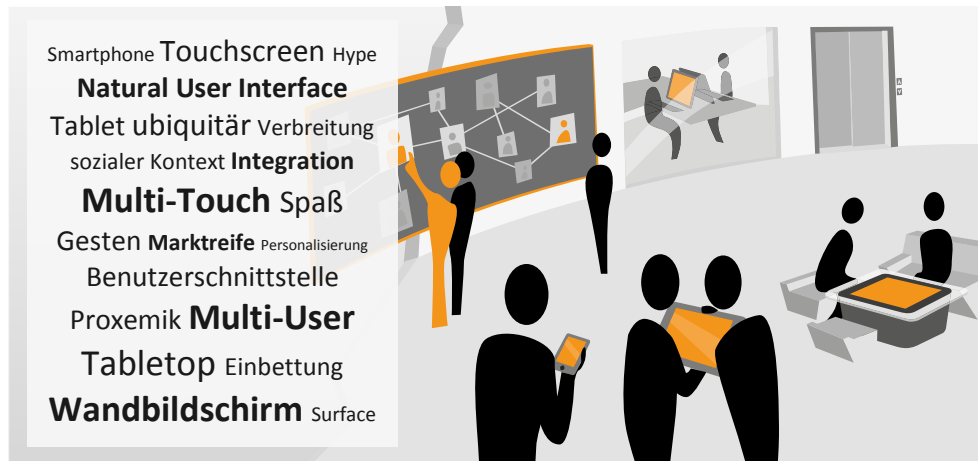 Smartphone Touchscreen Hype
Natural User Interface
Tablet ubiquitär Verbreitung
sozialer Kontext Integration
Multi-Touch Spaß
Gesten Marktreife Personalisierung
Benutzerschnittstelle
Proxemik Multi-User
Tabletop Einbettung
Wandbildschirm Surface